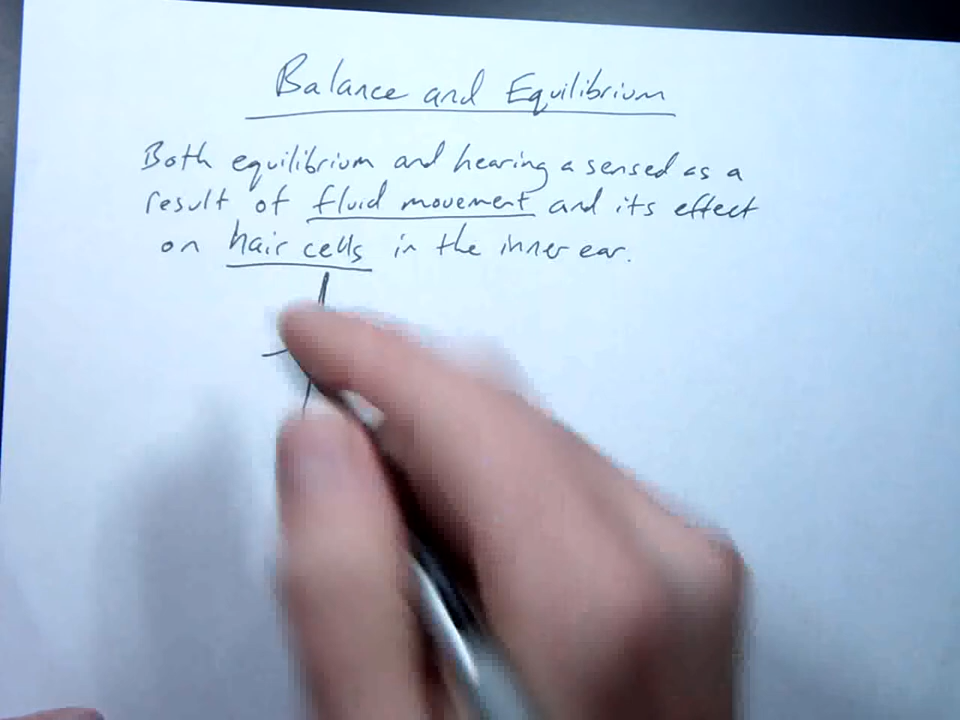 Balance and Equilibrium
Both equilibrium and hearing a sensed as a
result of fluid movement and its effect
on hair cells in the inner ear.